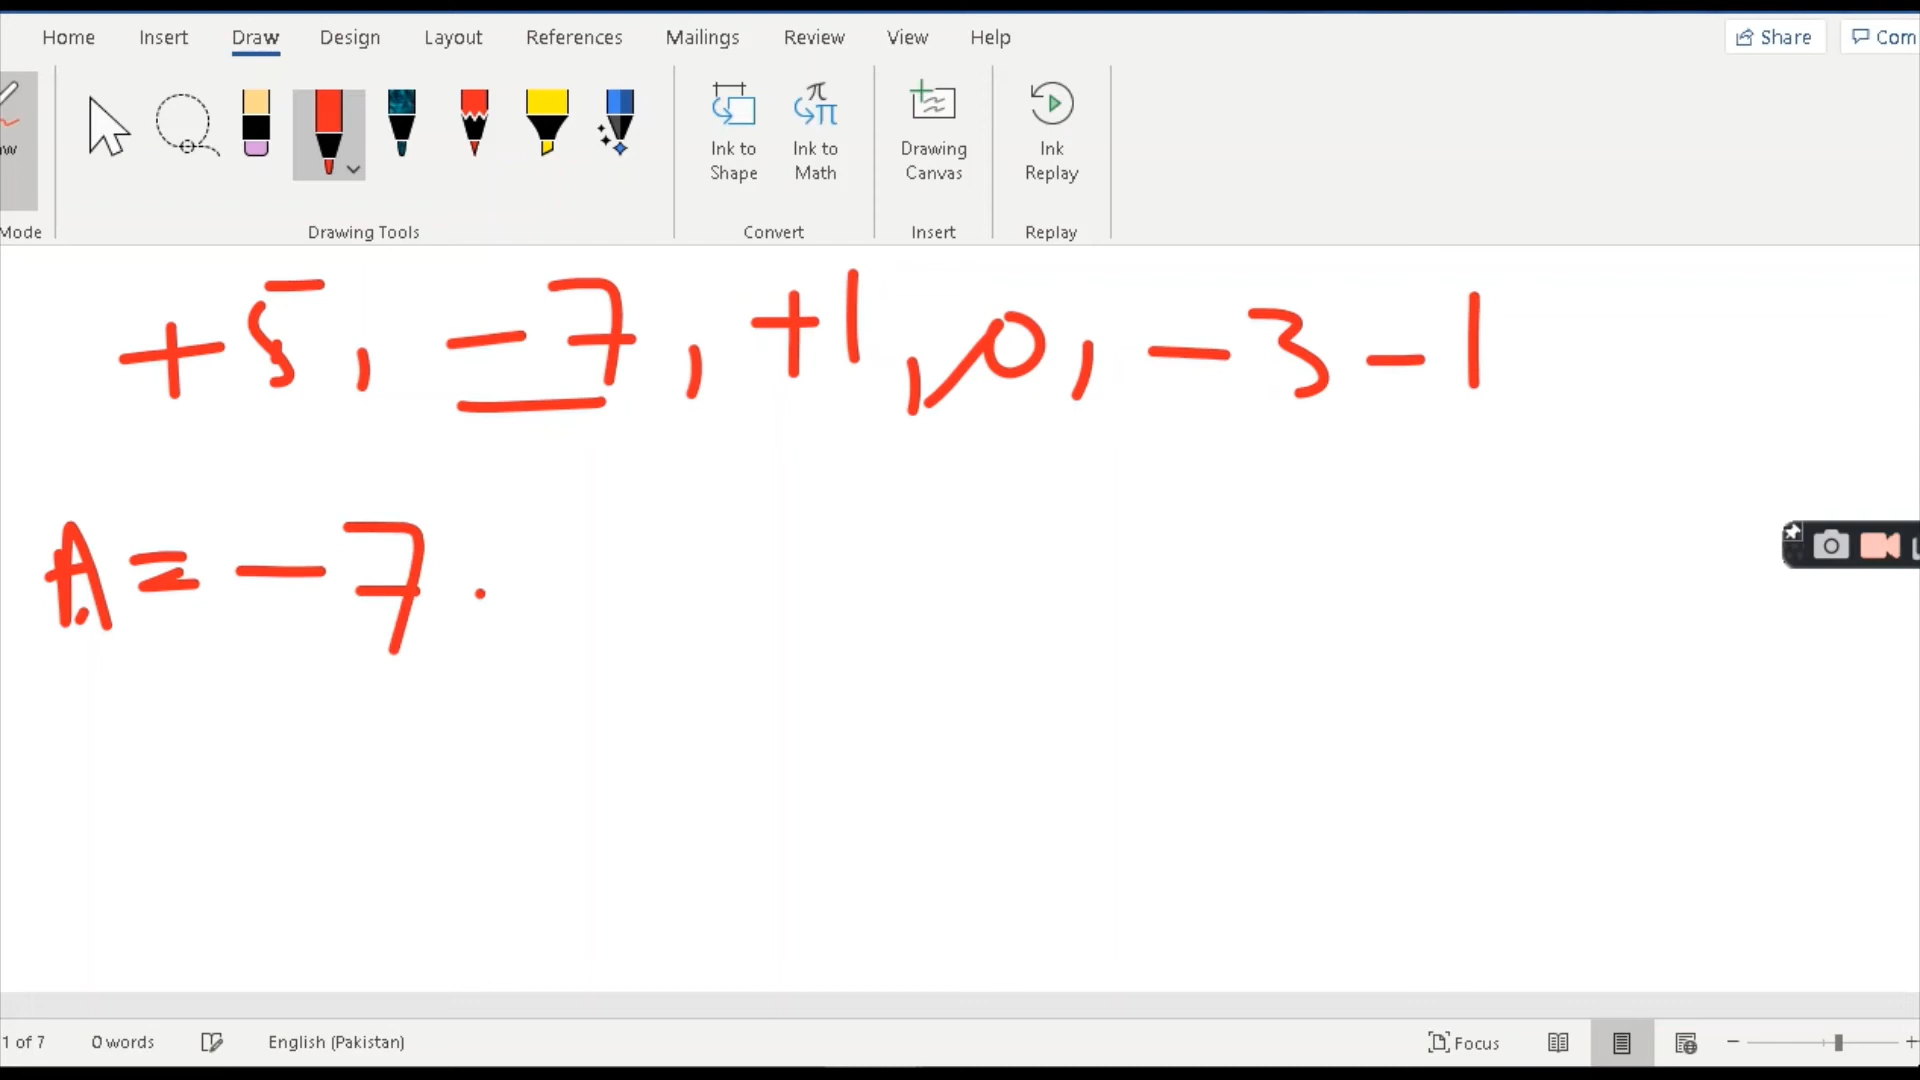 Home Insert Draw Design Layout References Mailings Review View Help Share Com
Ink to Shape
Ink to Math
Drawing Canvas
Ink Replay
Mode Drawing Tools Convert Insert Replay
+5, -7, +1, 0, -3 -1
A = -7 .
1 of 7 0 words English (Pakistan) Focus